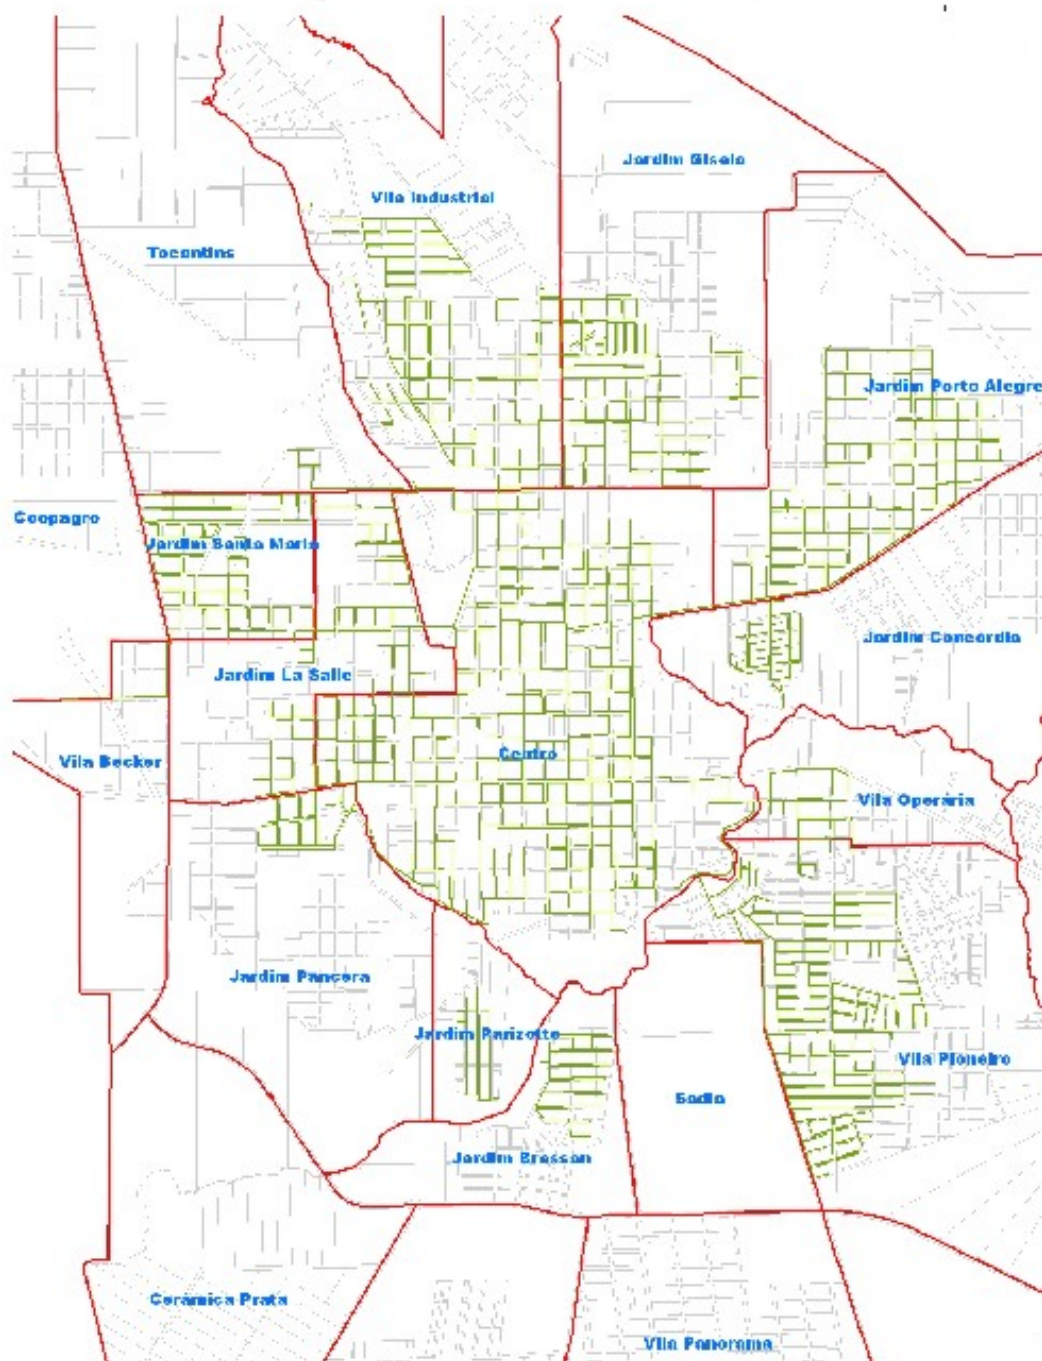 Jardim Gisela
Vila Industrial
Tocantins
Jardim Porto Alegre
Coopagro
Jardim Santa Maria
Jardim Concordia
Jardim La Salle
Centro
Vila Becker
Vila Operária
Jardim Pancera
Jardim Parizotto
Vila Pioneiro
Sadia
Jardim Bressan
Cerâmica Prata
Vila Panorama